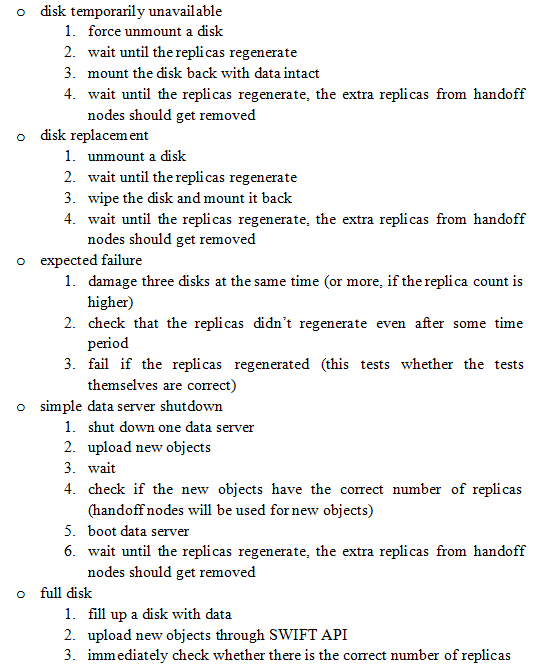 o disk temporarily unavailable
1. force unmount a disk
2. wait until the replicas regenerate
3. mount the disk back with data intact
4. wait until the replicas regenerate, the extra replicas from handoff
nodes should get removed
o disk replacement
1. unmount a disk
2. wait until the replicas regenerate
3. wipe the disk and mount it back
4. wait until the replicas regenerate, the extra replicas from handoff
nodes should get removed
o expected failure
1. damage three disks at the same time (or more, if the replica count is
higher)
2. check that the replicas didn't regenerate even after some time
period
3. fail if the replicas regenerated (this tests whether the tests
themselves are correct)
o simple data server shutdown
1. shut down one data server
2. upload new objects
3. wait
4. check if the new objects have the correct number of replicas
(handoff nodes will be used for new objects)
5. boot data server
6. wait until the replicas regenerate, the extra replicas from handoff
nodes should get removed
o full disk
1. fill up a disk with data
2. upload new objects through SWIFT API
3. immediately check whether there is the correct number of replicas